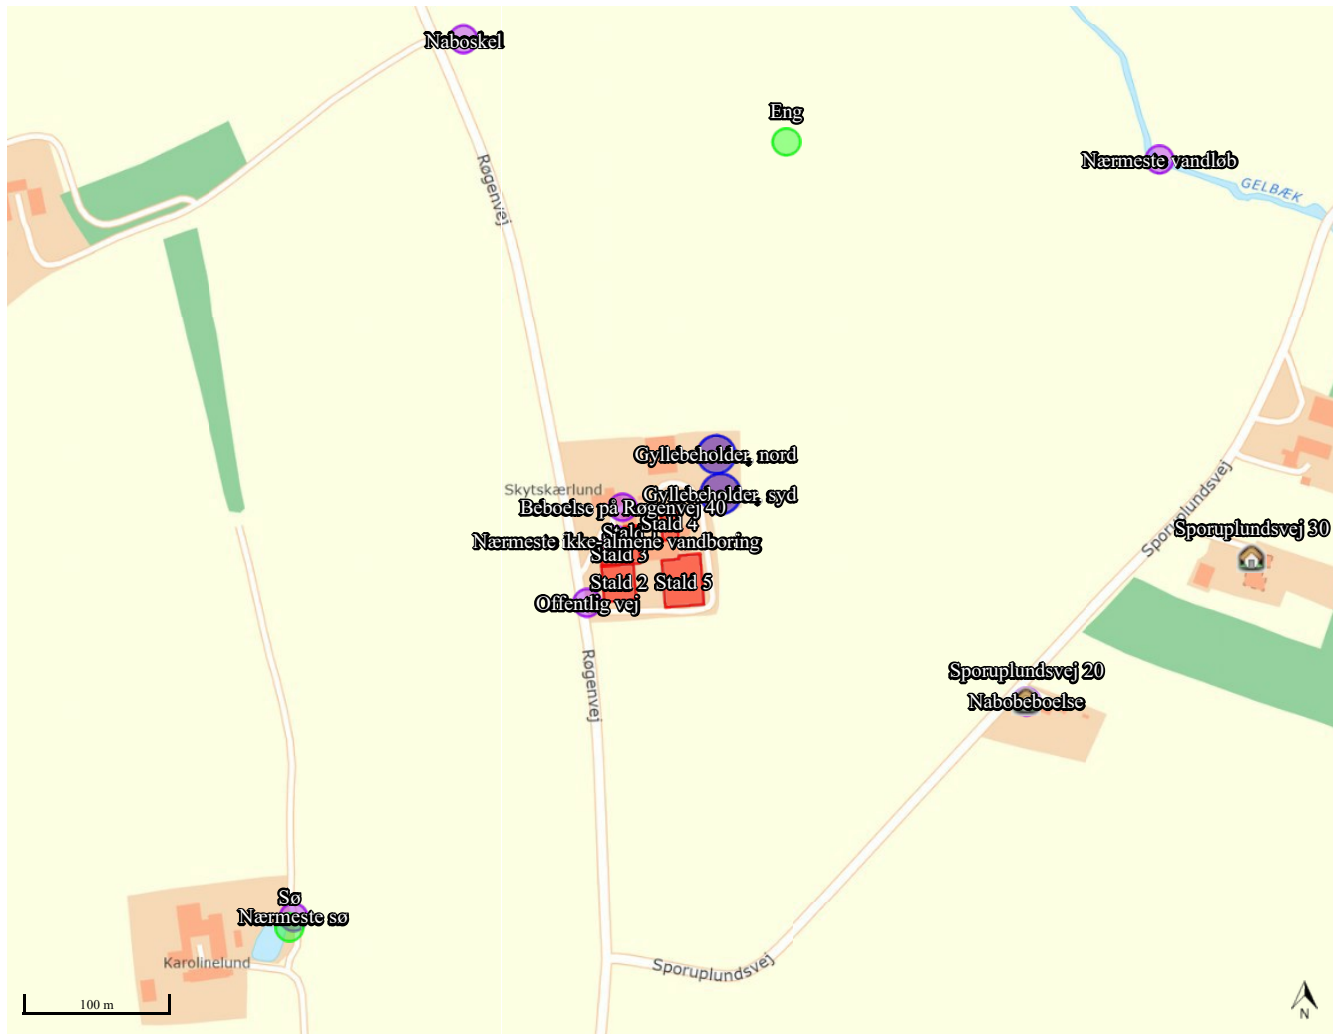 Naboskel
Eng
Nærmeste vandløb
GELBÆK
Røgenvej
Gyllebeholder, nord
Skytskærlund
Gyllebeholder, syd
Beboelse på Røgenvej 40
Stald 4
Nærmeste ikke-almene vandboring
Stald 3
Stald 2
Stald 5
Offentlig vej
Sporuplundsvej
Sporuplundsvej 30
Røgenvej
Sporuplundsvej 20
Nabobeboelse
Sø
Nærmeste sø
Karolinelund
Sporuplundsvej
100 m
N